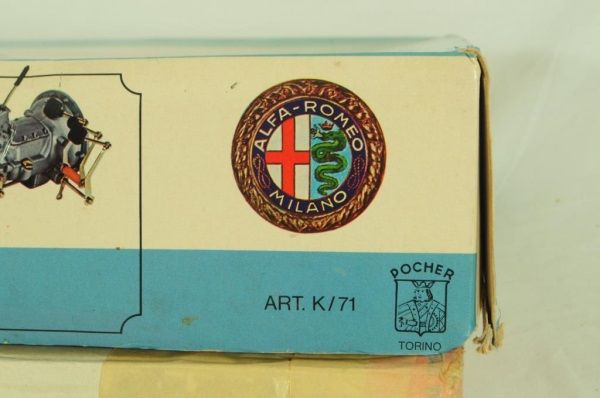 ALFA-ROMEO
MILANO
ART. K/71
POCHER
TORINO